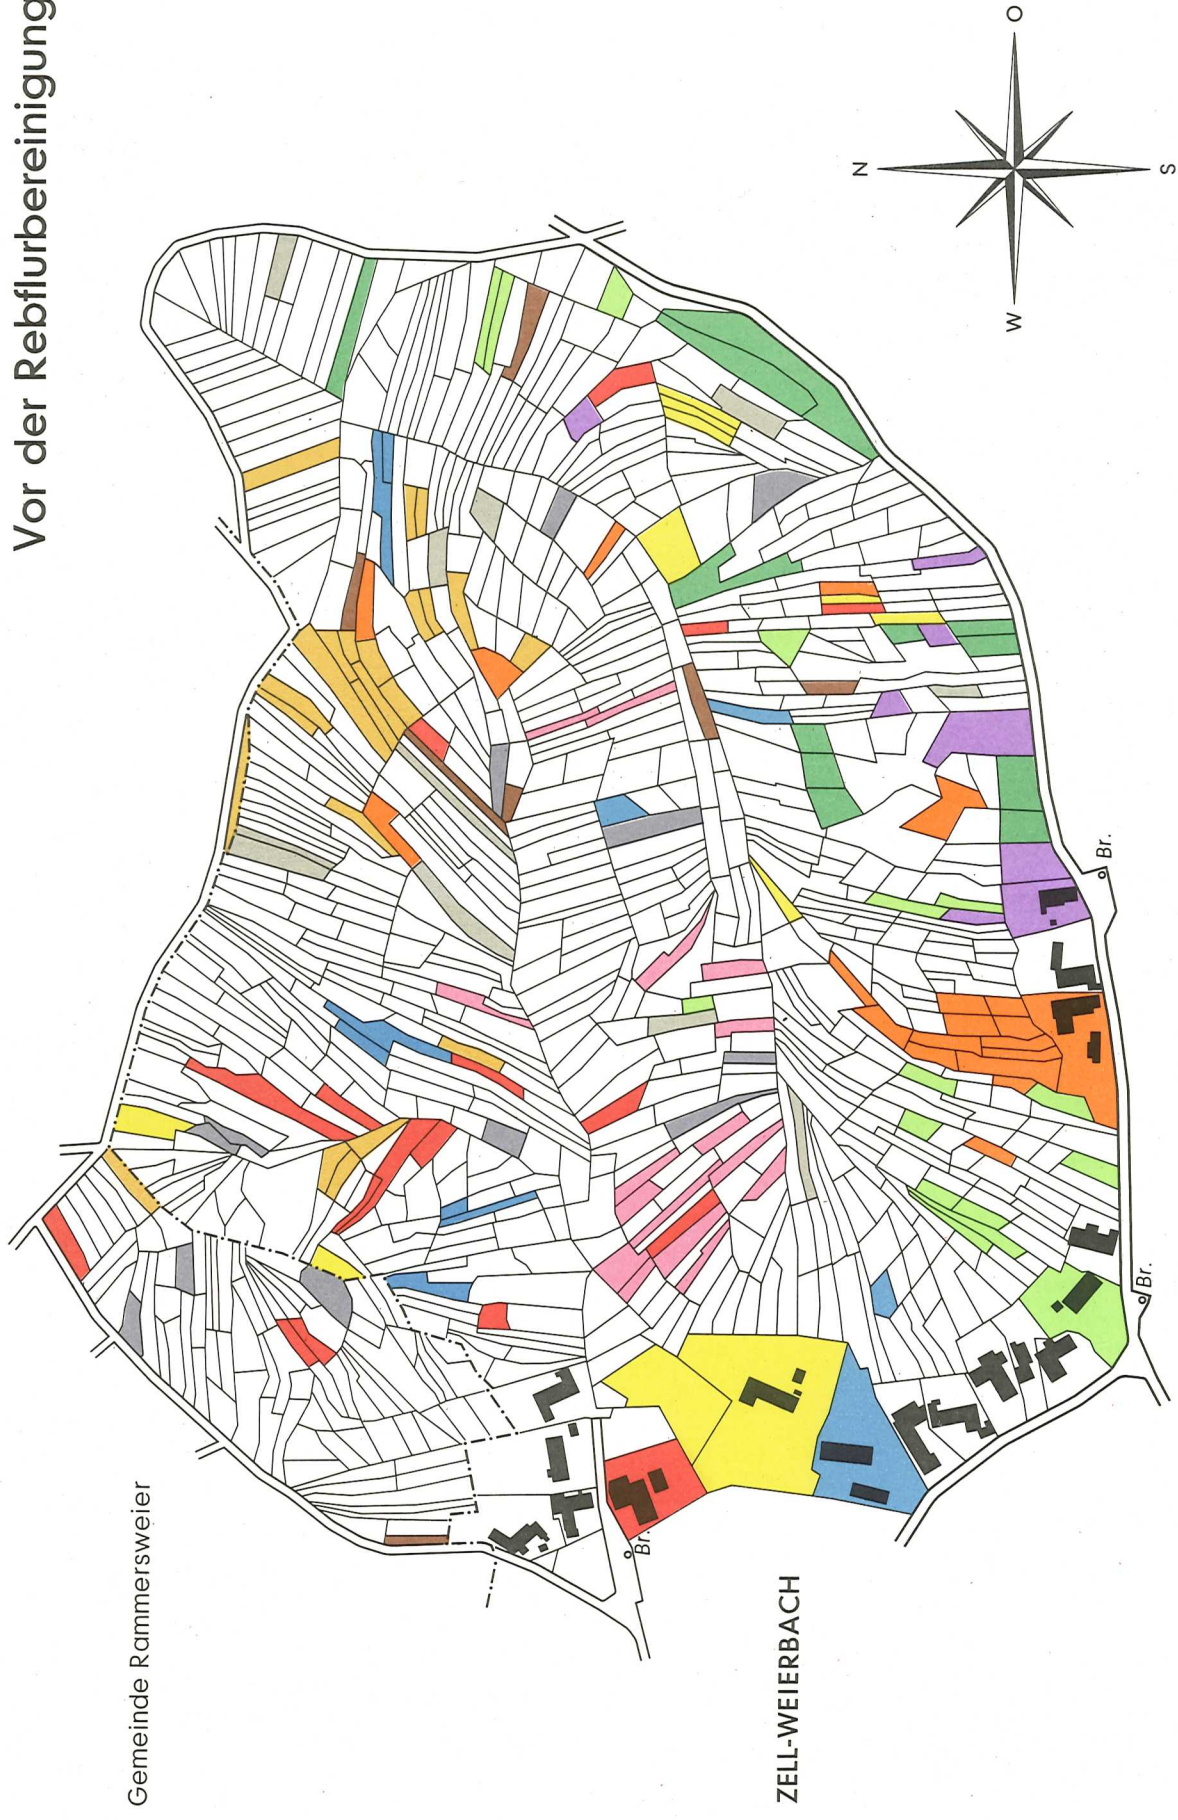 Vor der Rebflurbereinigung
Gemeinde Rammersweier
ZELL-WEIERBACH
N
O
S
W
Br.
Br.
Br.